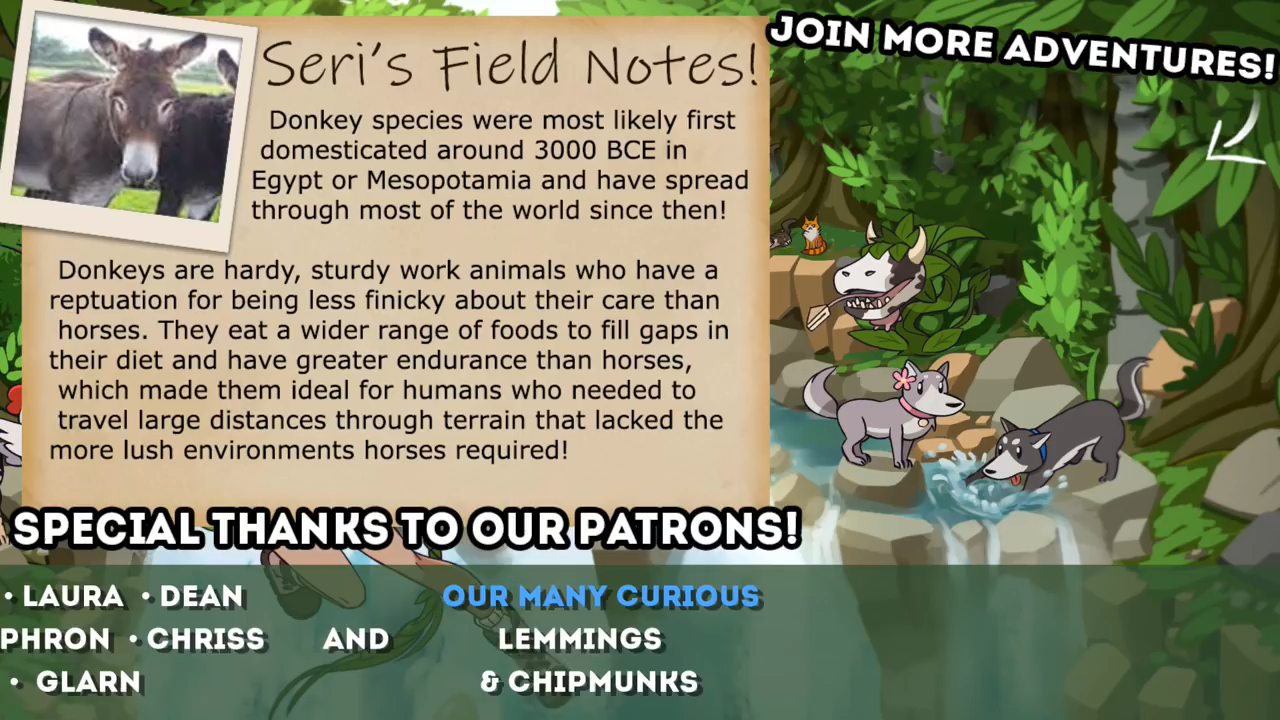 Seri's Field Notes!
JOIN MORE ADVENTURES!
Donkey species were most likely first
domesticated around 3000 BCE in
Egypt or Mesopotamia and have spread
through most of the world since then!
Donkeys are hardy, sturdy work animals who have a
reptuation for being less finicky about their care than
horses. They eat a wider range of foods to fill gaps in
their diet and have greater endurance than horses,
which made them ideal for humans who needed to
travel large distances through terrain that lacked the
more lush environments horses required!
SPECIAL THANKS TO OUR PATRONS!
• LAURA • DEAN
PHRON • CHRISS
• GLARN
AND
OUR MANY CURIOUS
LEMMINGS
& CHIPMUNKS